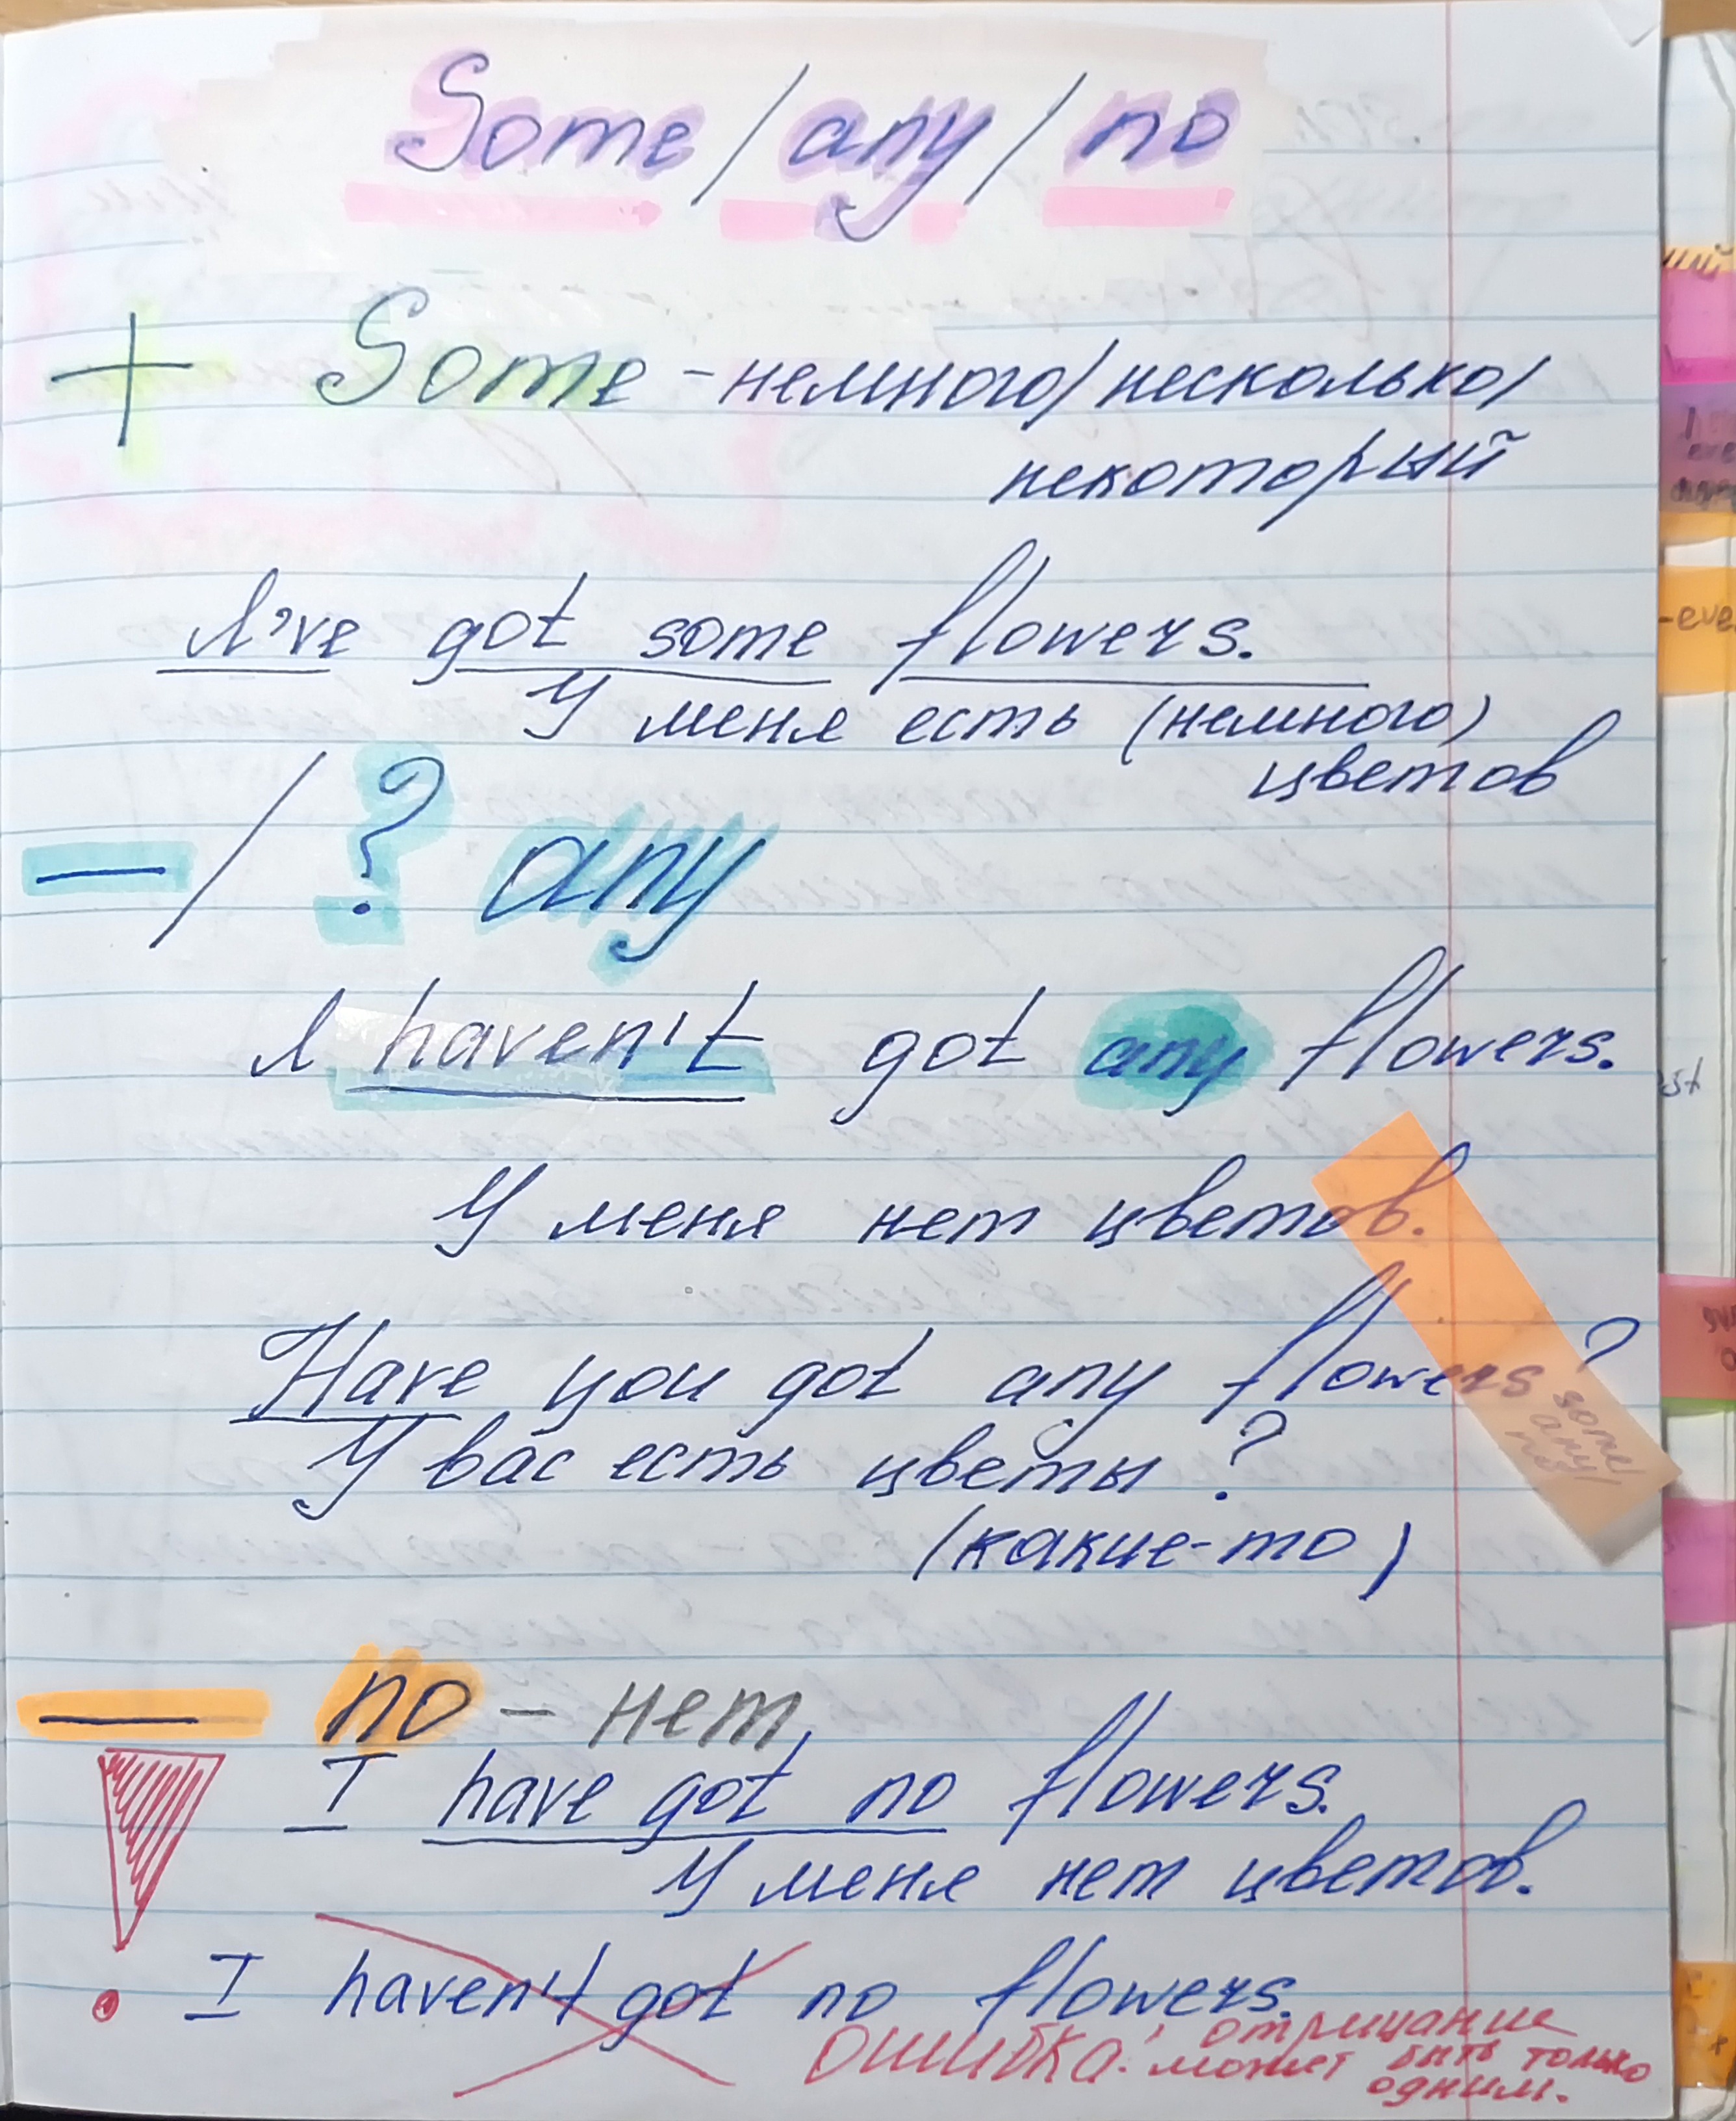 Some/any/no
+ Some - немного/несколько/
некоторый
I've got some flowers.
У меня есть (немного)
цветов
-/? any
I haven't got any flowers.
У меня нет цветов.
Have you got any flowers?
some/
any/
no/
У вас есть цветы?
(какие-то)
— no - нет
I have got no flowers.
У меня нет цветов.
! I haven't got no flowers.
ошибка! отрицание
может быть только
одним.
-eve